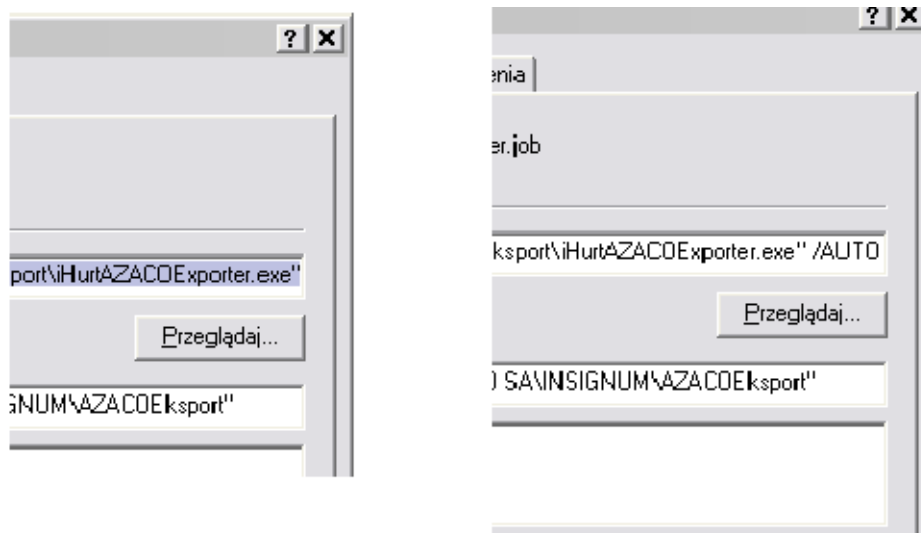 port\iHurtAZACOExporter.exe"
Przeglądaj...
GNUM\AZACOEksport"
enia
er.job
ksport\iHurtAZACOExporter.exe" /AUTO
Przeglądaj...
SA\INSIGNUM\AZACOEksport"